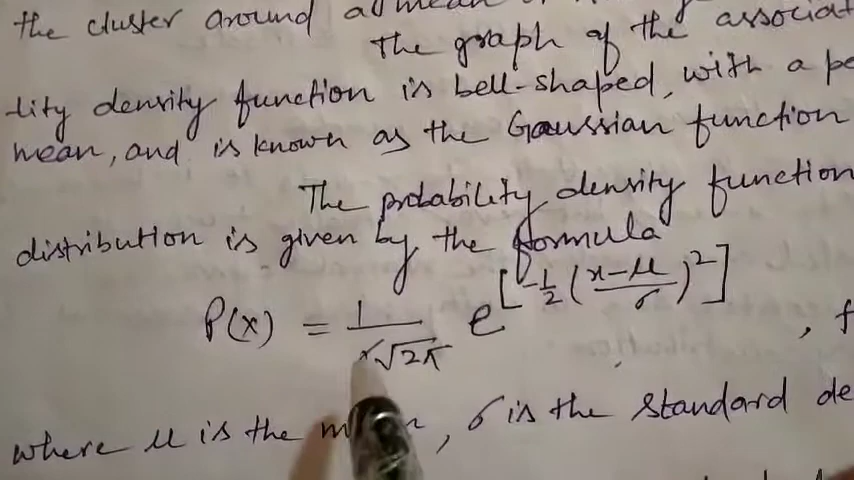 the cluster around a mean
The graph of the associat
lity density function is bell-shaped, with a pe
mean, and is known as the Gaussian function
The probability density function
distribution is given by the formula
P(x) = 1/(σ√2π) e^[-1/2((x-μ)/σ)^2] , f
where μ is the m n, σ is the standard de